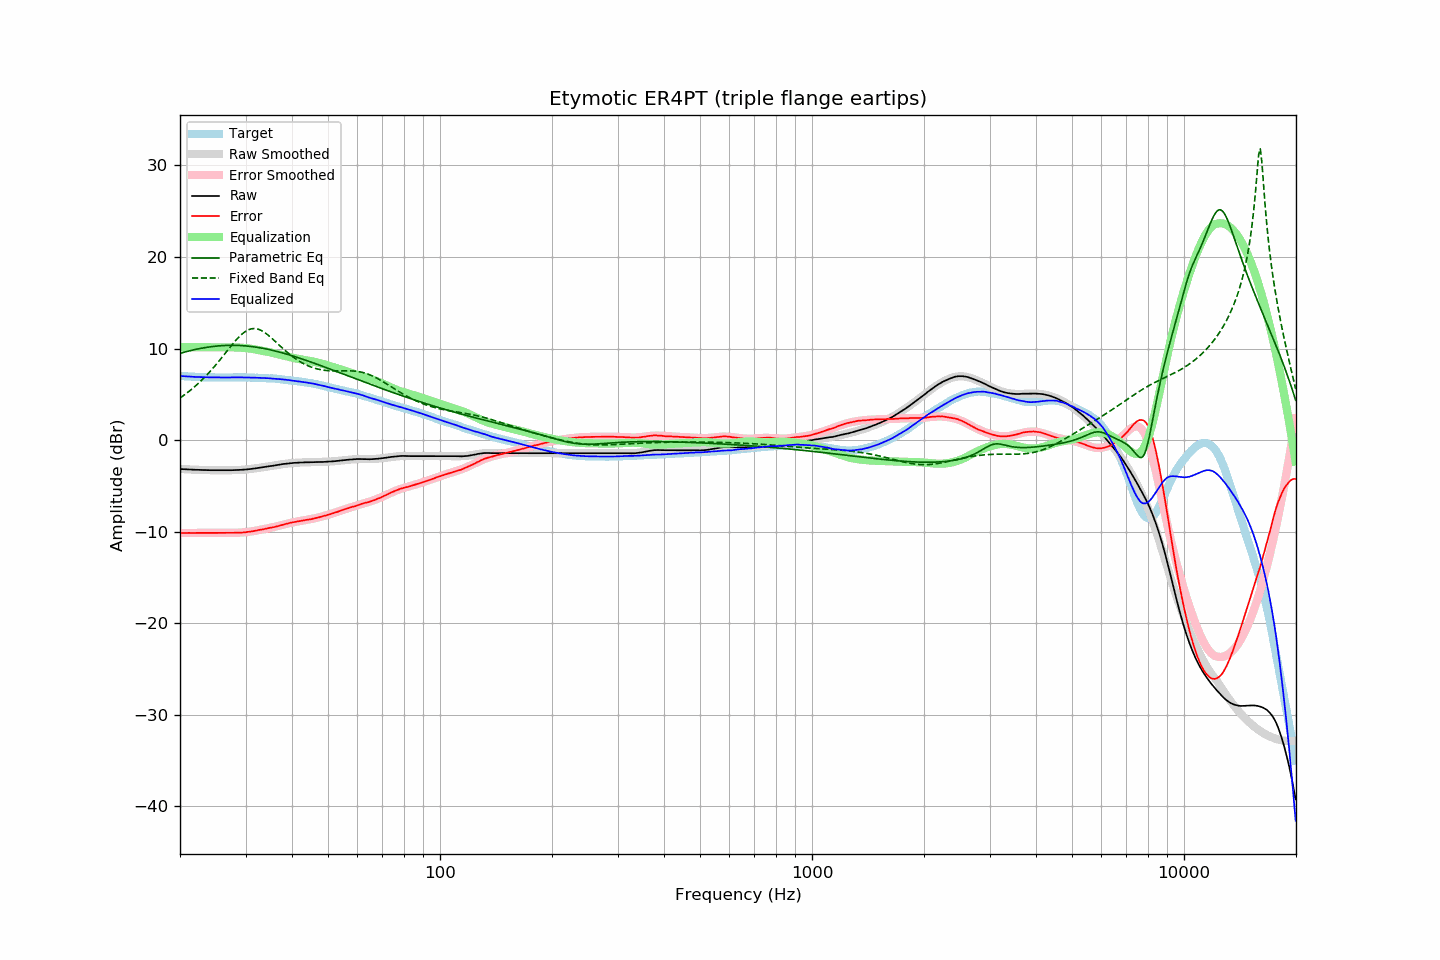 Etymotic ER4PT (triple flange eartips)
Target
Raw Smoothed
Error Smoothed
Raw
Error
Equalization
Parametric Eq
Fixed Band Eq
Equalized
30
20
10
0
−10
−20
−30
−40
Amplitude (dBr)
100 1000 10000
Frequency (Hz)